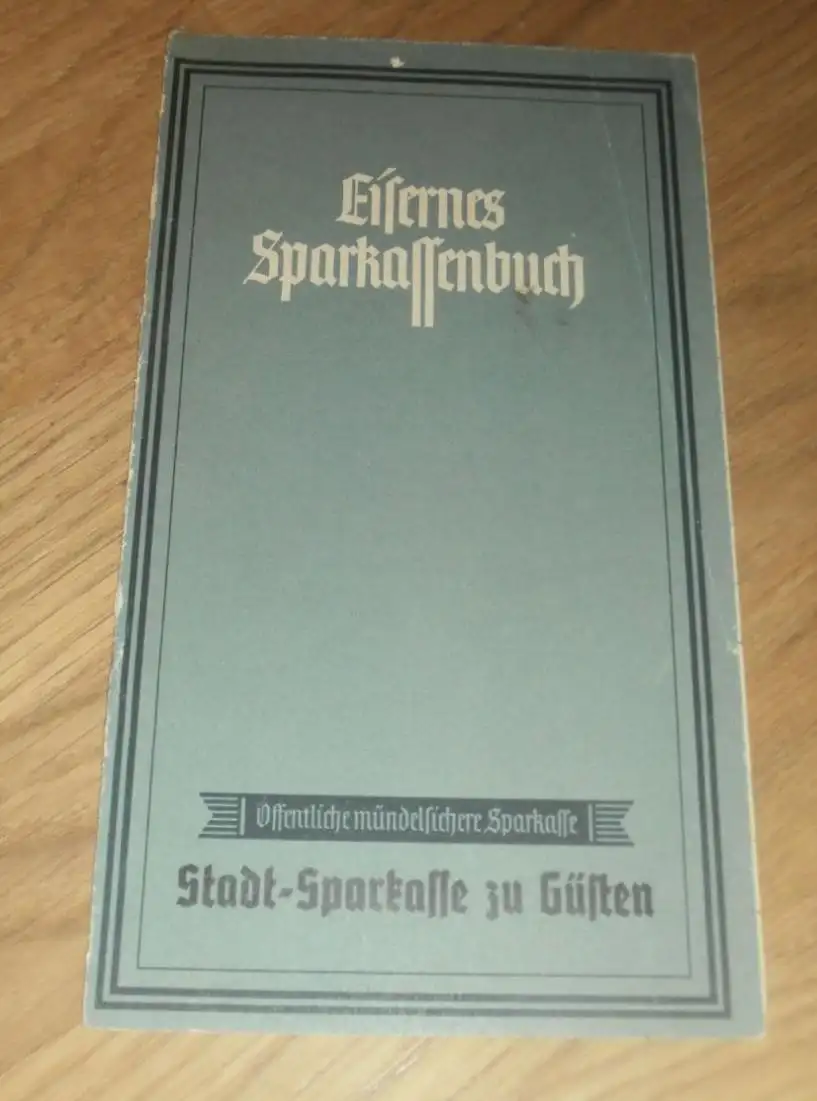 Eiſernes
Sparkaſſenbuch
Öffentliche mündelſichere Sparkaſſe
Stadt-Sparkaſſe zu Güſten